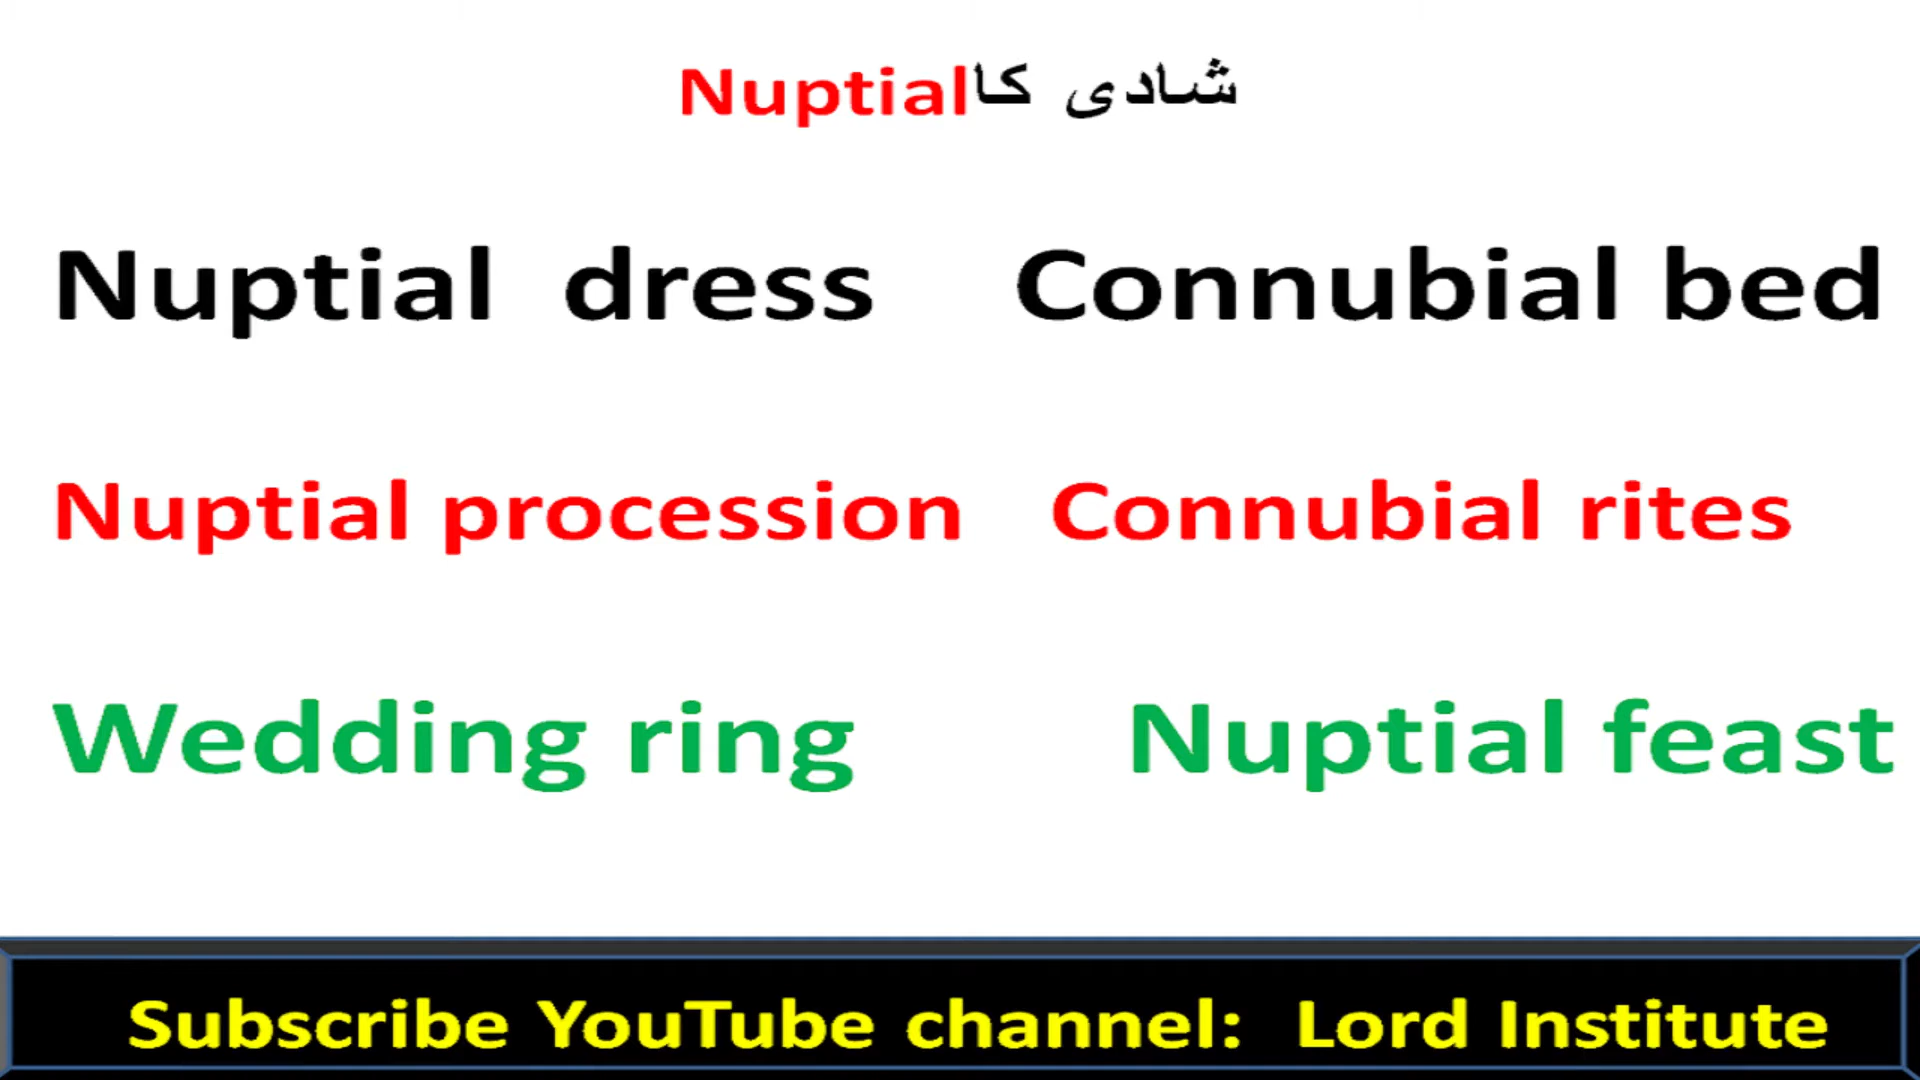 Nuptial شادی کا
Nuptial dress Connubial bed
Nuptial procession Connubial rites
Wedding ring Nuptial feast
Subscribe YouTube channel: Lord Institute